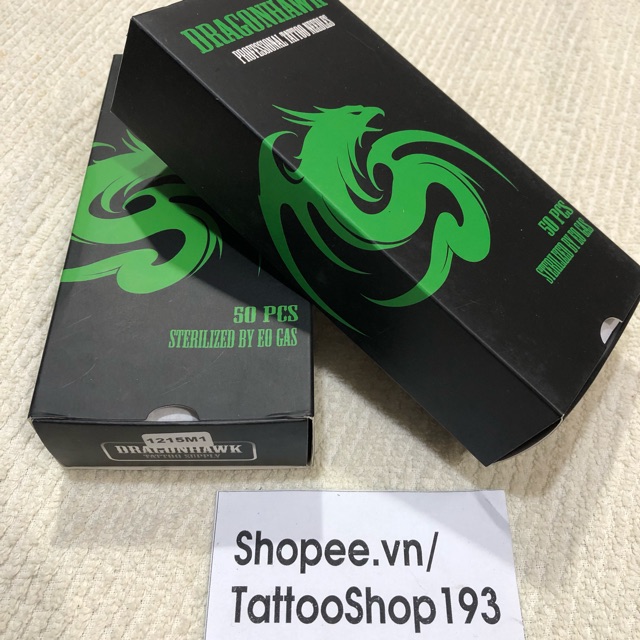 DRAGONHAWK
PROFESSIONAL TATTOO NEEDLES
50 PCS
STERILIZED BY EO GAS
50 PCS
STERILIZED BY EO GAS
1215M1
DRAGONHAWK
TATTOO SUPPLY
Shopee.vn/
TattooShop193